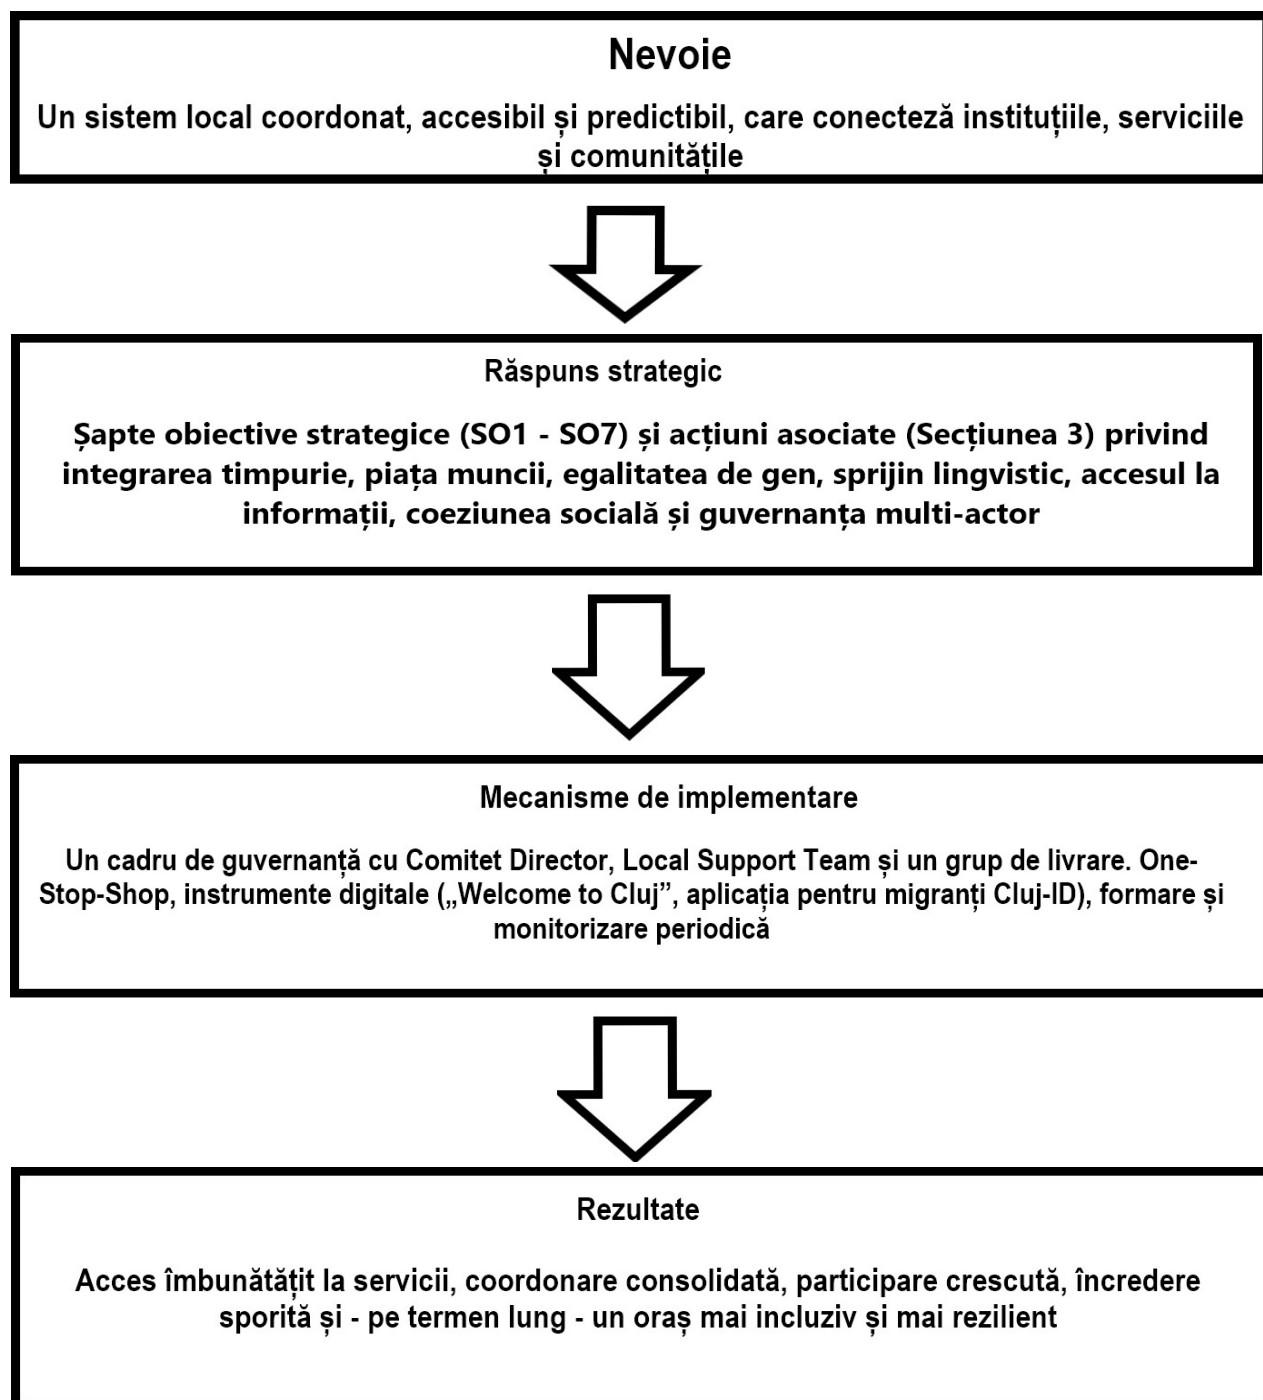 Nevoie
Un sistem local coordonat, accesibil și predictibil, care conecteză instituțiile, serviciile
și comunitățile
Răspuns strategic
Șapte obiective strategice (SO1 - SO7) și acțiuni asociate (Secțiunea 3) privind
integrarea timpurie, piața muncii, egalitatea de gen, sprijin lingvistic, accesul la
informații, coeziunea socială și guvernanța multi-actor
Mecanisme de implementare
Un cadru de guvernanță cu Comitet Director, Local Support Team și un grup de livrare. One-
Stop-Shop, instrumente digitale („Welcome to Cluj”, aplicația pentru migranți Cluj-ID), formare și
monitorizare periodică
Rezultate
Acces îmbunătățit la servicii, coordonare consolidată, participare crescută, încredere
sporită și - pe termen lung - un oraș mai incluziv și mai rezilient